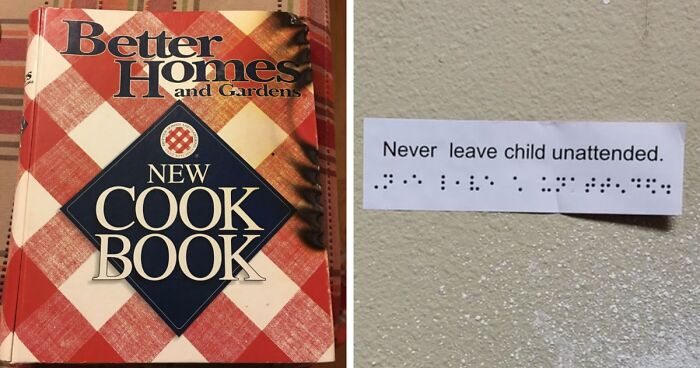 Better
Homes
and Gardens
NEW
COOK
BOOK
Never leave child unattended.